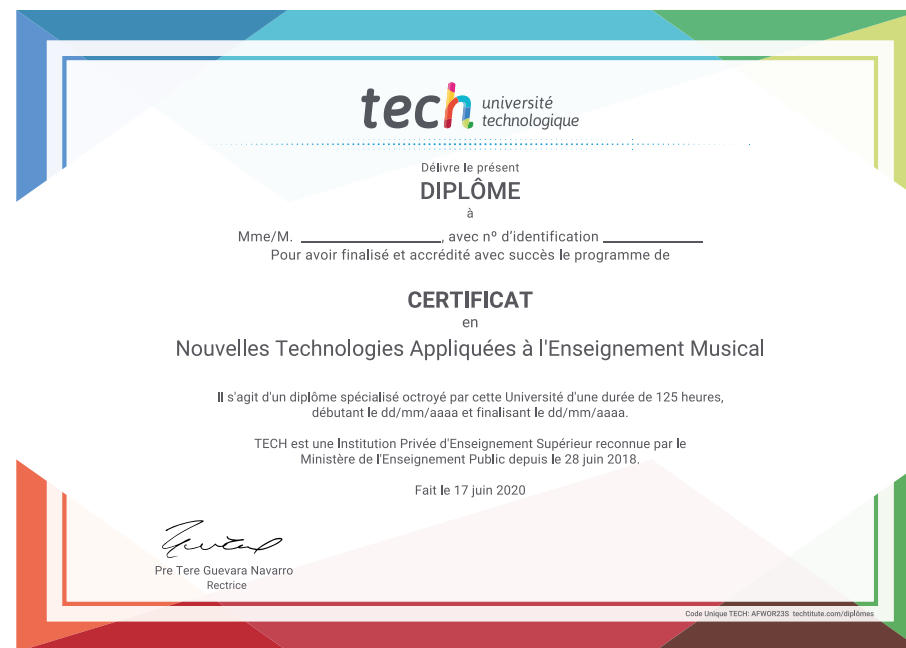 tech université
technologique
Délivre le présent
DIPLÔME
à
Mme/M. ____________________, avec nº d'identification ______________
Pour avoir finalisé et accrédité avec succès le programme de
CERTIFICAT
en
Nouvelles Technologies Appliquées à l'Enseignement Musical
Il s'agit d'un diplôme spécialisé octroyé par cette Université d'une durée de 125 heures,
débutant le dd/mm/aaaa et finalisant le dd/mm/aaaa.
TECH est une Institution Privée d'Enseignement Supérieur reconnue par le
Ministère de l'Enseignement Public depuis le 28 juin 2018.
Fait le 17 juin 2020
Pre Tere Guevara Navarro
Rectrice
Code Unique TECH: AFWOR23S techtitute.com/diplômes